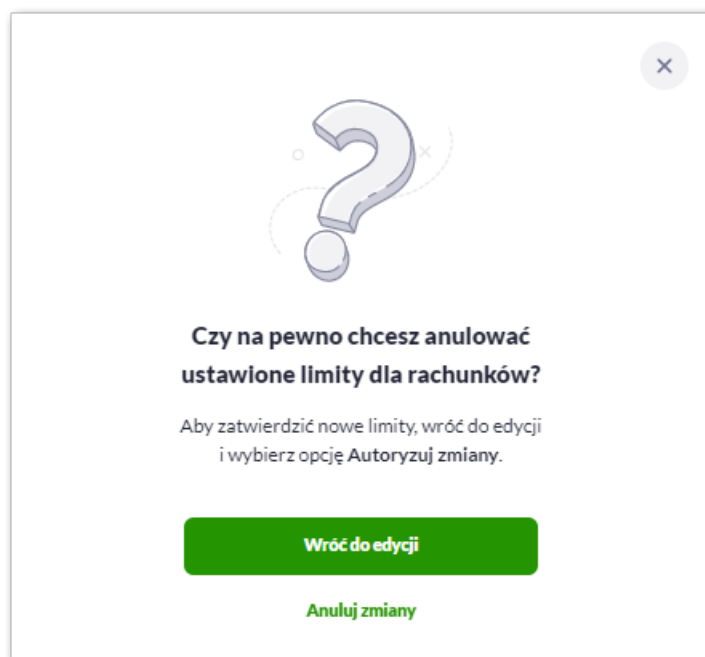 Czy na pewno chcesz anulować
ustawione limity dla rachunków?
Aby zatwierdzić nowe limity, wróć do edycji
i wybierz opcję Autoryzuj zmiany.
Wróć do edycji
Anuluj zmiany